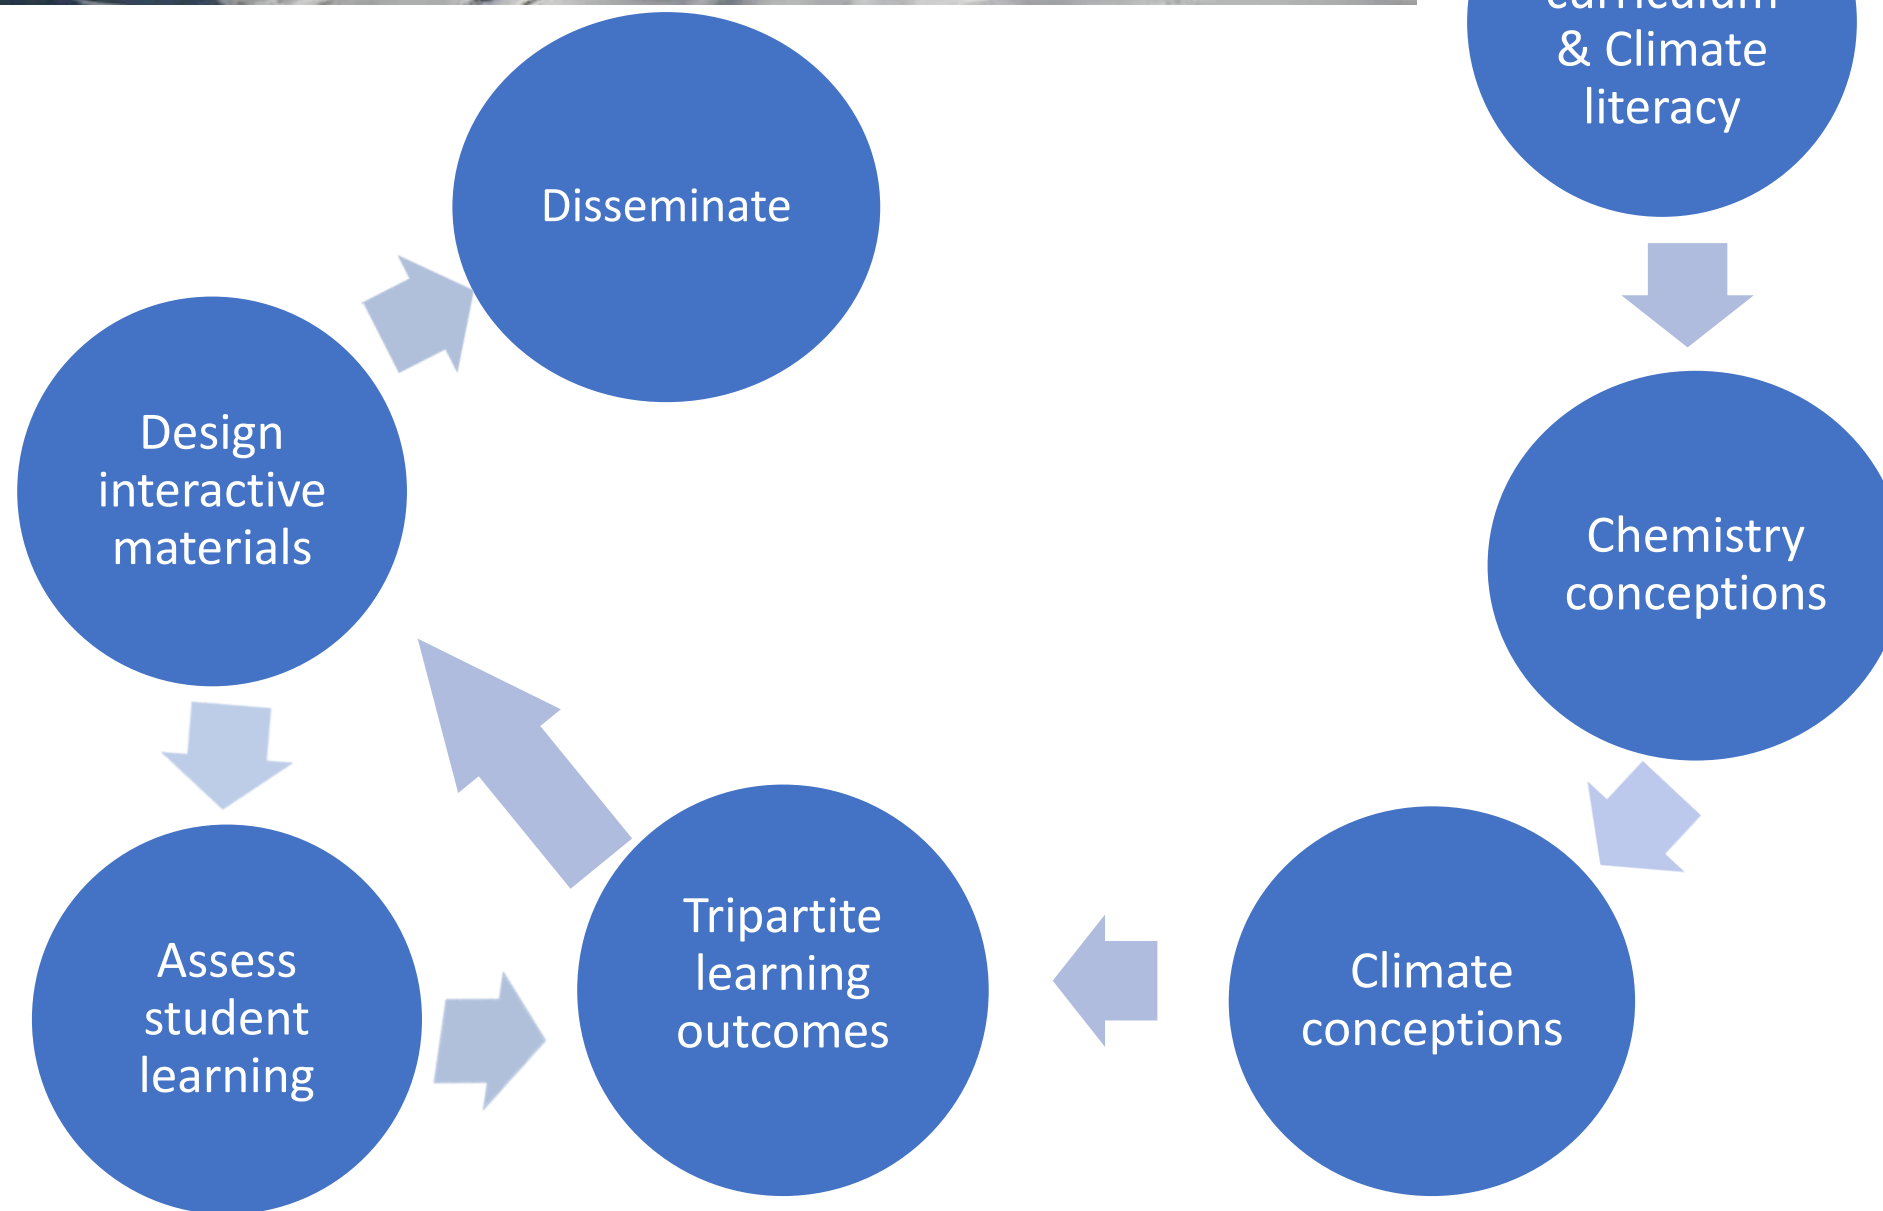 & Climate
literacy
Disseminate
Design
interactive
materials
Chemistry
conceptions
Tripartite
learning
outcomes
Assess
student
learning
Climate
conceptions